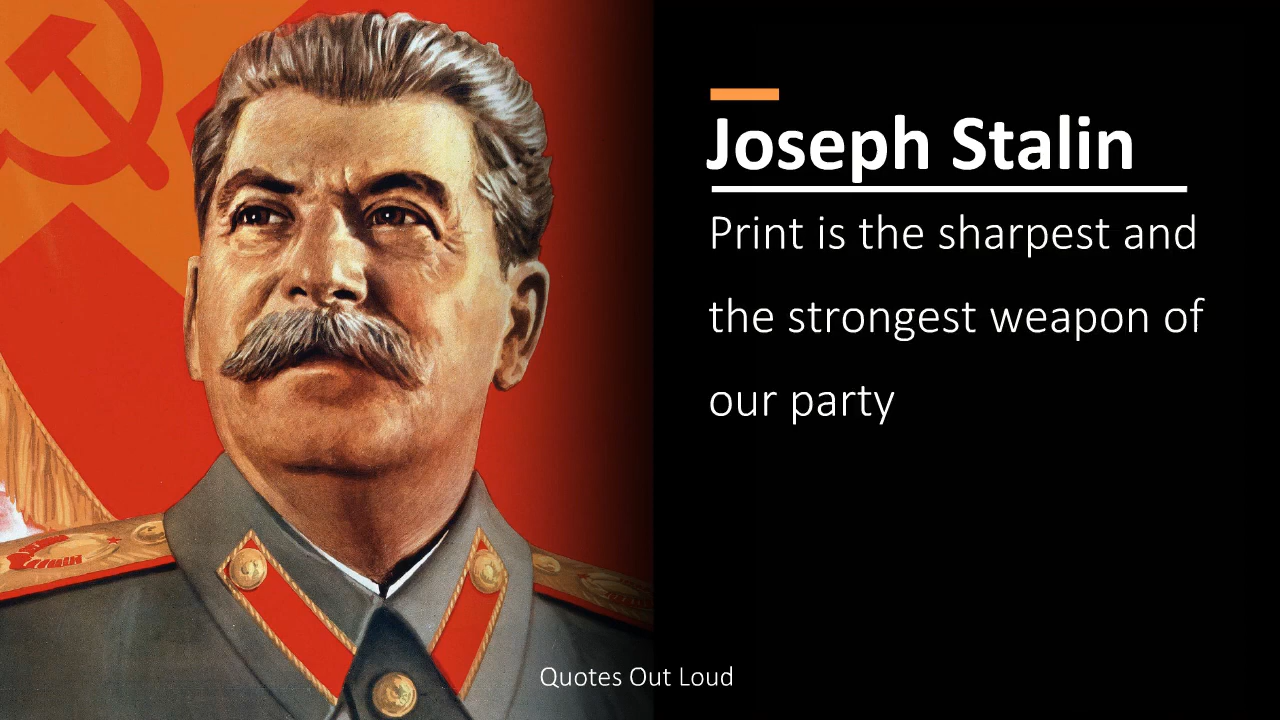 Joseph Stalin
Print is the sharpest and
the strongest weapon of
our party
Quotes Out Loud